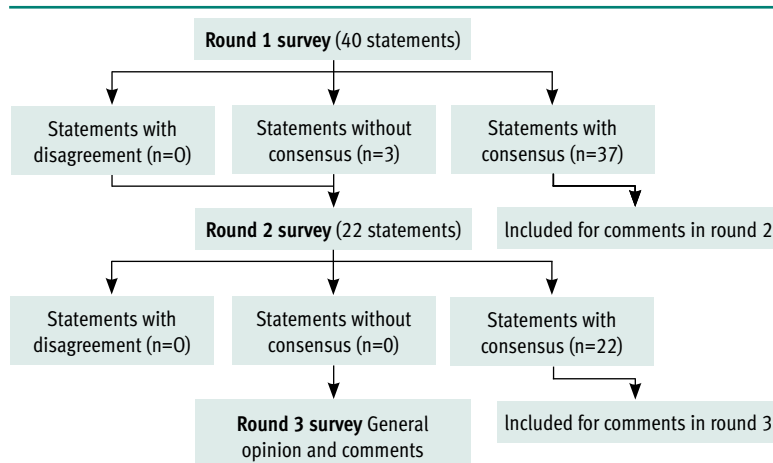 Round 1 survey (40 statements)
Statements with
disagreement (n=0)
Statements without
consensus (n=3)
Statements with
consensus (n=37)
Included for comments in round 2
Round 2 survey (22 statements)
Statements with
disagreement (n=0)
Statements without
consensus (n=0)
Statements with
consensus (n=22)
Included for comments in round 3
Round 3 survey General
opinion and comments